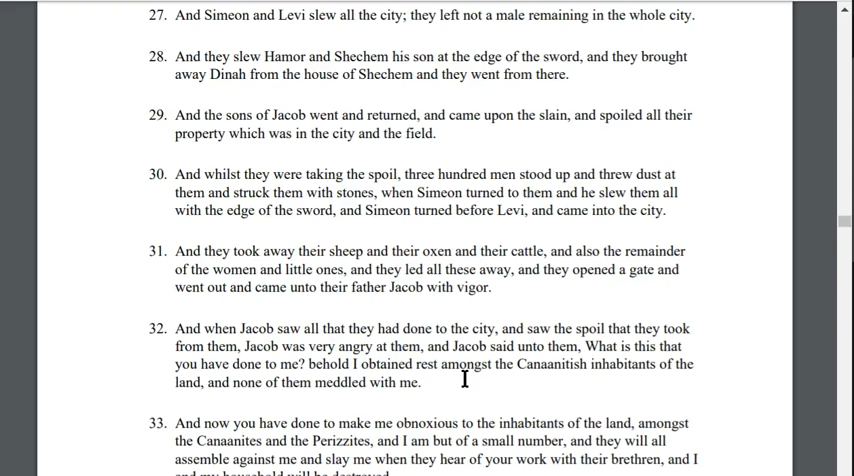 27. And Simeon and Levi slew all the city; they left not a male remaining in the whole city.
28. And they slew Hamor and Shechem his son at the edge of the sword, and they brought
away Dinah from the house of Shechem and they went from there.
29. And the sons of Jacob went and returned, and came upon the slain, and spoiled all their
property which was in the city and the field.
30. And whilst they were taking the spoil, three hundred men stood up and threw dust at
them and struck them with stones, when Simeon turned to them and he slew them all
with the edge of the sword, and Simeon turned before Levi, and came into the city.
31. And they took away their sheep and their oxen and their cattle, and also the remainder
of the women and little ones, and they led all these away, and they opened a gate and
went out and came unto their father Jacob with vigor.
32. And when Jacob saw all that they had done to the city, and saw the spoil that they took
from them, Jacob was very angry at them, and Jacob said unto them, What is this that
you have done to me? behold I obtained rest amongst the Canaanitish inhabitants of the
land, and none of them meddled with me.
33. And now you have done to make me obnoxious to the inhabitants of the land, amongst
the Canaanites and the Perizzites, and I am but of a small number, and they will all
assemble against me and slay me when they hear of your work with their brethren, and I
and my household will be destroyed.